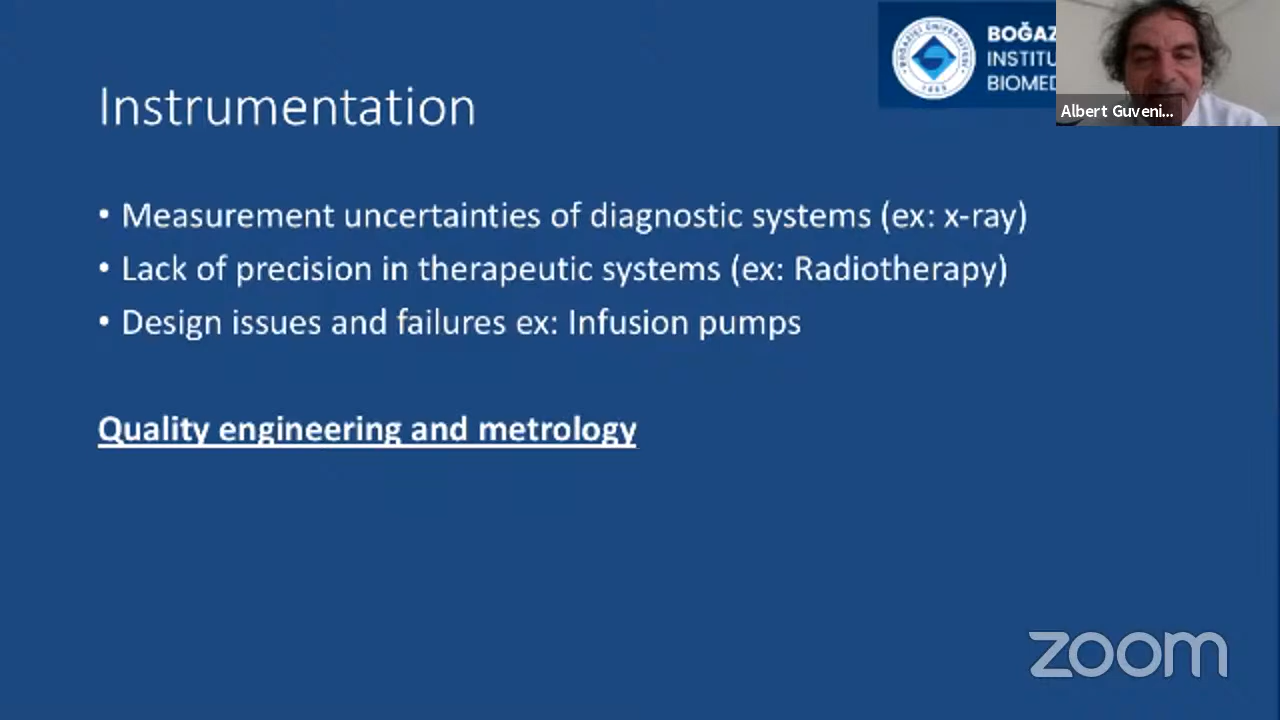 BOĞAZ
INSTITU
BIOMED
Albert Guveni...
Instrumentation
• Measurement uncertainties of diagnostic systems (ex: x-ray)
• Lack of precision in therapeutic systems (ex: Radiotherapy)
• Design issues and failures ex: Infusion pumps
Quality engineering and metrology
zoom